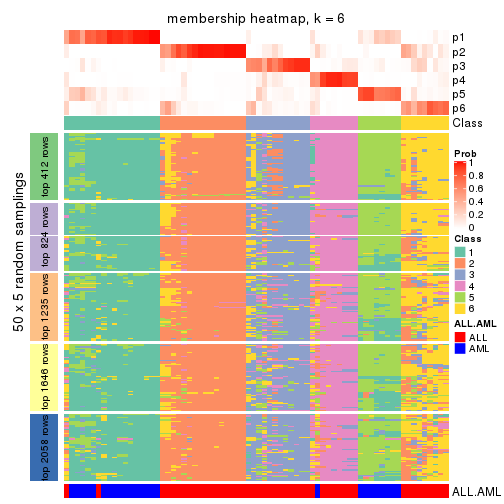 membership heatmap, k = 6
p1
p2
p3
p4
p5
p6
Class
50 x 5 random samplings
top 412 rows
top 824 rows
top 1235 rows
top 1646 rows
top 2058 rows
Prob
1
0.8
0.6
0.4
0.2
0
Class
1
2
3
4
5
6
ALL.AML
ALL
AML
ALL.AML